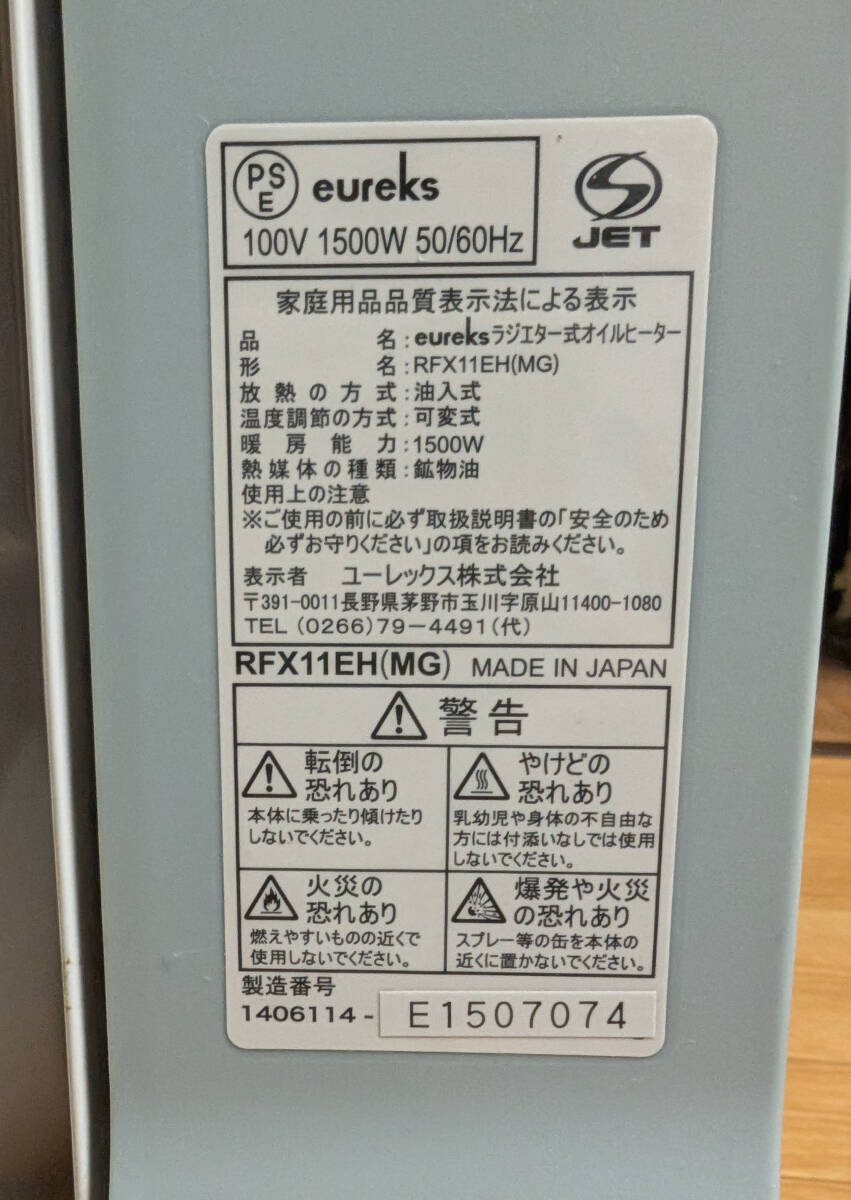 PS
E
eureks
100V 1500W 50/60Hz
JET
家庭用品品質表示法による表示
品名:eureksラジエター式オイルヒーター
形名:RFX11EH(MG)
放熱の方式:油入式
温度調節の方式:可変式
暖房能力:1500W
熱媒体の種類:鉱物油
使用上の注意
※ご使用の前に必ず取扱説明書の「安全のため
必ずお守りください」の項をお読みください。
表示者 ユーレックス株式会社
〒391-0011長野県茅野市玉川字原山11400-1080
TEL(0266)79-4491(代)
RFX11EH(MG) MADE IN JAPAN
警告
転倒の
恐れあり
本体に乗ったり傾けたり
しないでください。
やけどの
恐れあり
乳幼児や身体の不自由な
方には付添いなしでは使用
しないでください。
火災の
恐れあり
燃えやすいものの近くで
使用しないでください。
爆発や火災
の恐れあり
スプレー等の缶を本体の
近くに置かないでください。
製造番号
1406114-E1507074